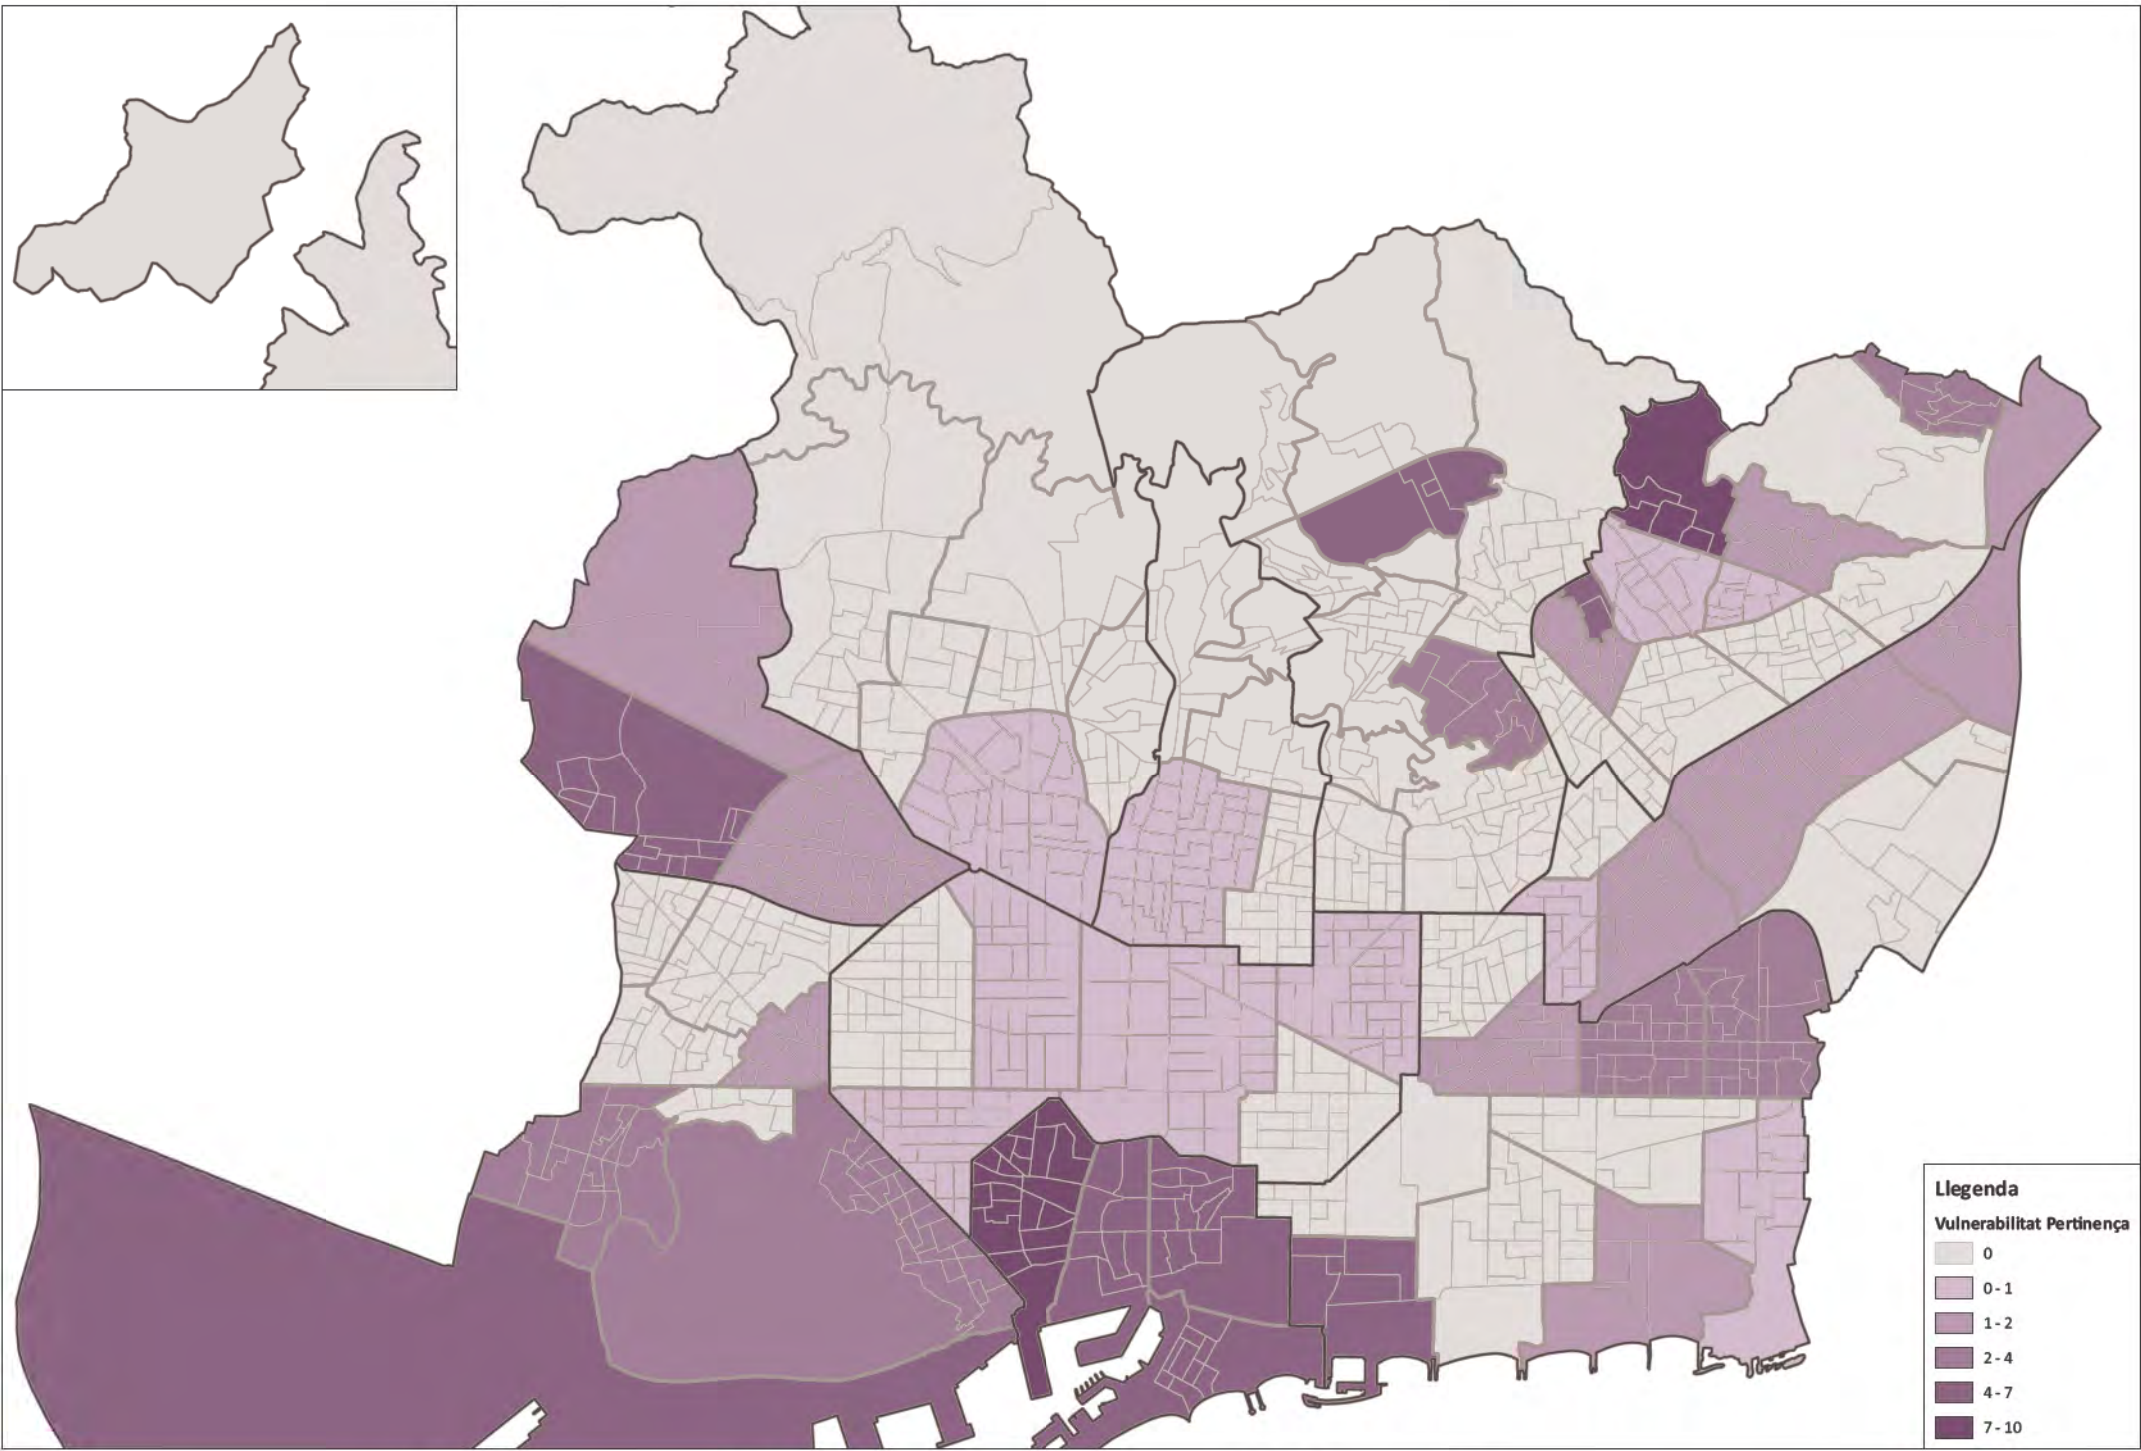 Llegenda
Vulnerabilitat Pertinença
0
0 - 1
1 - 2
2 - 4
4 - 7
7 - 10